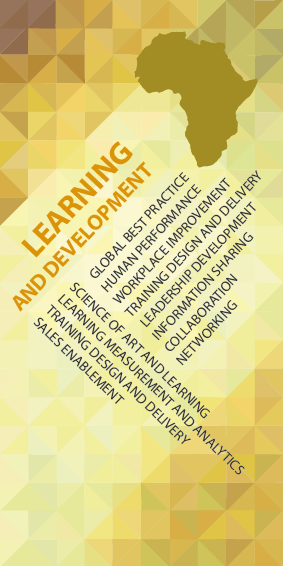 LEARNING
AND DEVELOPMENT
GLOBAL BEST PRACTICE
HUMAN PERFORMANCE
WORKPLACE IMPROVEMENT
TRAINING DESIGN AND DELIVERY
LEADERSHIP DEVELOPMENT
INFORMATION SHARING
COLLABORATION
NETWORKING
SCIENCE OF ART AND LEARNING
LEARNING MEASUREMENT AND ANALYTICS
TRAINING DESIGN AND DELIVERY
SALES ENABLEMENT